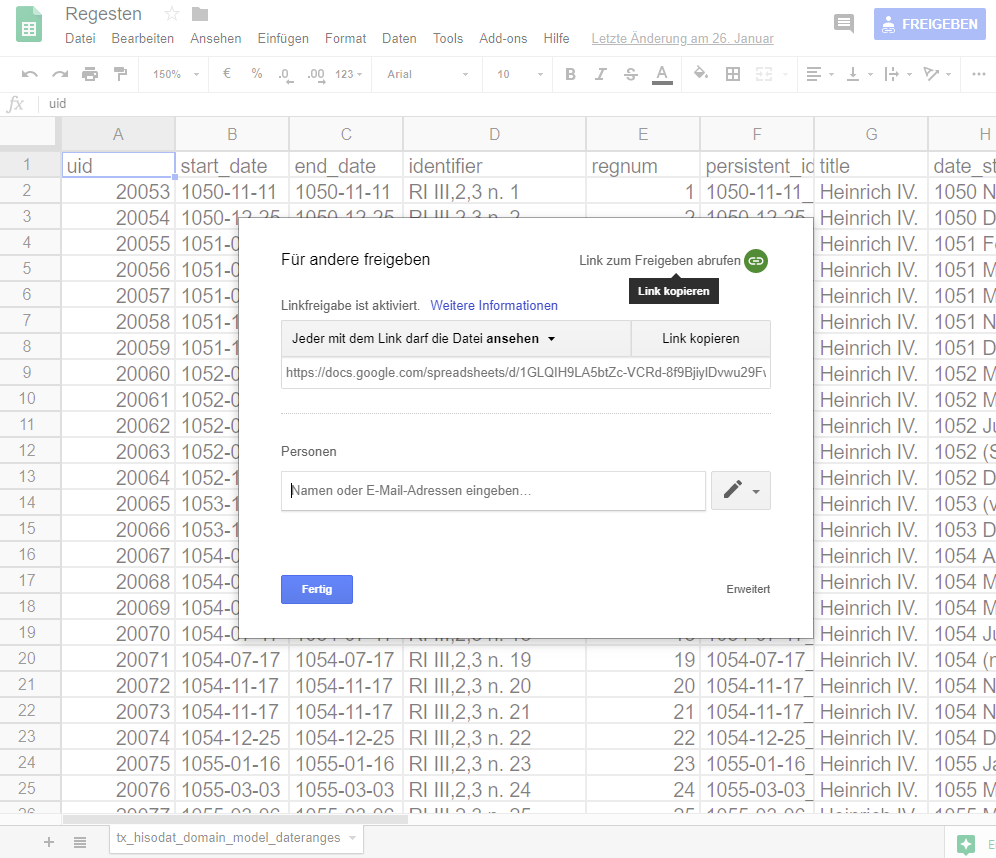 Regesten
Datei Bearbeiten Ansehen Einfügen Format Daten Tools Add-ons Hilfe Letzte Änderung am 26. Januar
FREIGEBEN
150% € % .0 .00 123 Arial 10 B I S A
fx uid
A B C D E F G H
1 uid start_date end_date identifier regnum persistent_id title date_st
2 20053 1050-11-11 1050-11-11 RI III,2,3 n. 1 1 1050-11-11_ Heinrich IV. 1050 N
3 20054 1050-12-25 1050-12-25 RI III,2,3 n. 2 2 1050-12-25 Heinrich IV. 1050 D
4 20055 1051-0 Heinrich IV. 1051 F
5 20056 1051-0 Heinrich IV. 1051 M
6 20057 1051-0 Heinrich IV. 1051 M
7 20058 1051-1 Heinrich IV. 1051 N
8 20059 1051-1 Heinrich IV. 1051 D
9 20060 1052-0 Heinrich IV. 1052 M
10 20061 1052-0 Heinrich IV. 1052 M
11 20062 1052-0 Heinrich IV. 1052 Ju
12 20063 1052-0 Heinrich IV. 1052 (S
13 20064 1052-1 Heinrich IV. 1052 D
14 20065 1053-1 Heinrich IV. 1053 (v
15 20066 1053-1 Heinrich IV. 1053 D
16 20067 1054-0 Heinrich IV. 1054 A
17 20068 1054-0 Heinrich IV. 1054 M
18 20069 1054-0 Heinrich IV. 1054 M
19 20070 1054-0 Heinrich IV. 1054 Ju
20 20071 1054-07-17 1054-07-17 RI III,2,3 n. 19 19 1054-07-17_ Heinrich IV. 1054 (n
21 20072 1054-11-17 1054-11-17 RI III,2,3 n. 20 20 1054-11-17_ Heinrich IV. 1054 N
22 20073 1054-11-17 1054-11-17 RI III,2,3 n. 21 21 1054-11-17_ Heinrich IV. 1054 N
23 20074 1054-12-25 1054-12-25 RI III,2,3 n. 22 22 1054-12-25_ Heinrich IV. 1054 D
24 20075 1055-01-16 1055-01-16 RI III,2,3 n. 23 23 1055-01-16_ Heinrich IV. 1055 Ja
25 20076 1055-03-03 1055-03-03 RI III,2,3 n. 24 24 1055-03-03_ Heinrich IV. 1055 M
Für andere freigeben
Link zum Freigeben abrufen
Link kopieren
Linkfreigabe ist aktiviert. Weitere Informationen
Jeder mit dem Link darf die Datei ansehen Link kopieren
https://docs.google.com/spreadsheets/d/1GLQIH9LA5btZc-VCRd-8f9BjiylDvwu29Fv
Personen
Namen oder E-Mail-Adressen eingeben...
Fertig
Erweitert
tx_hisodat_domain_model_dateranges